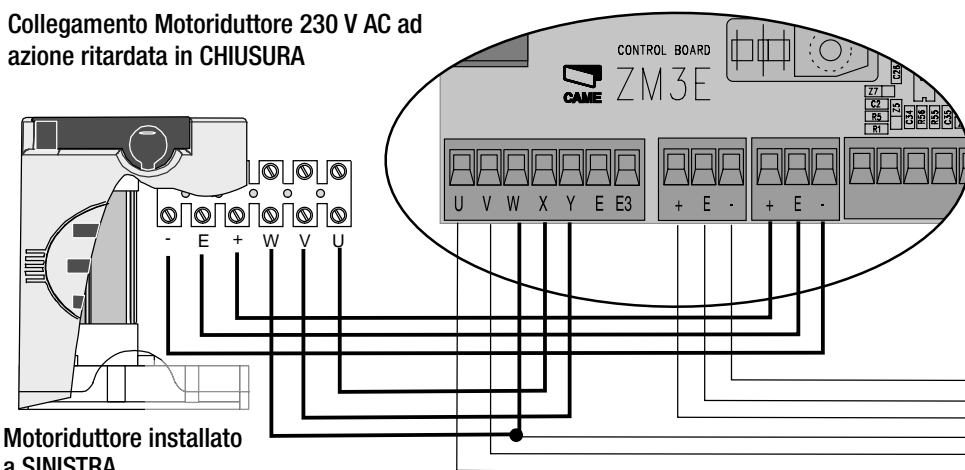 Collegamento Motoriduttore 230 V AC ad
azione ritardata in CHIUSURA
CONTROL BOARD
CAME ZM3E
Z7
C2
R5
R1
Z5
C26
C34
R56
R55
C35
U V W X Y E E3 + E - + E -
- E + W V U
Motoriduttore installato
a SINISTRA